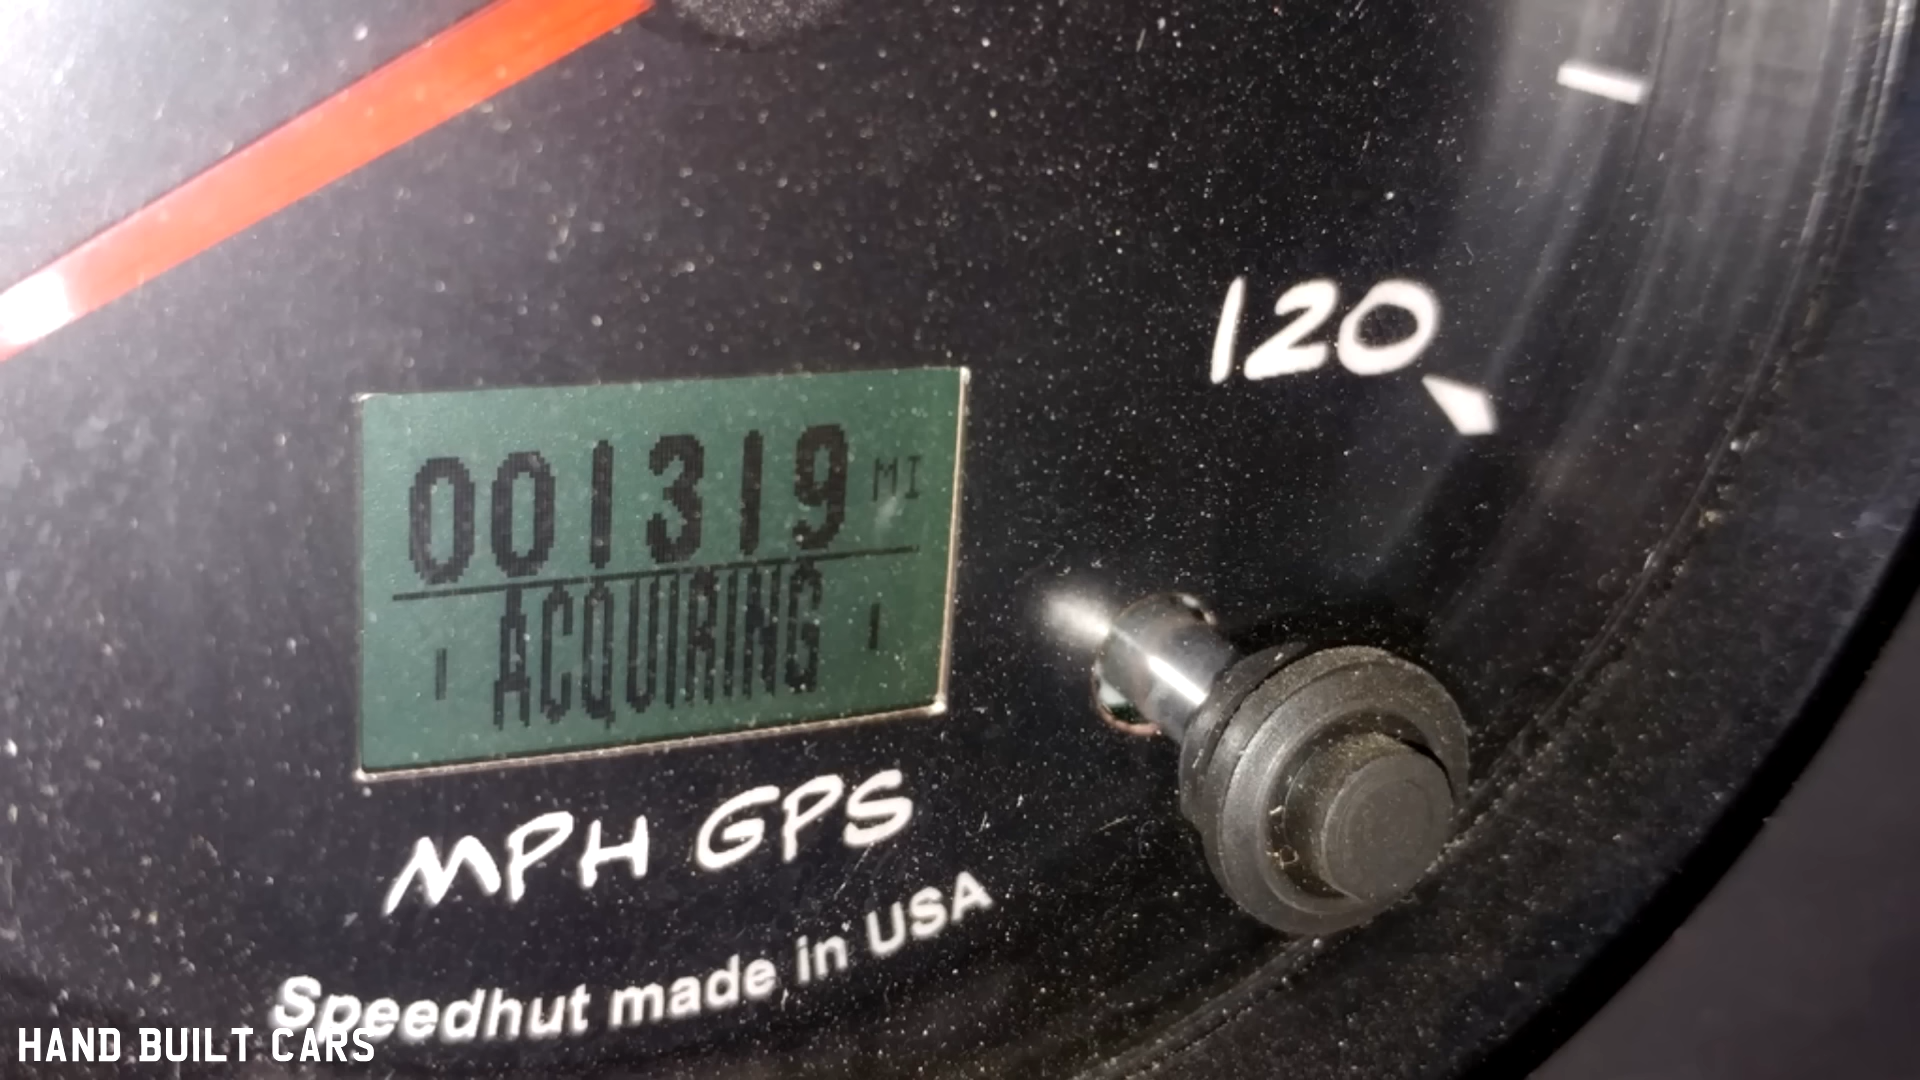 120
001319 MI
ACQUIRING
MPH GPS
Speedhut made in USA
HAND BUILT CARS